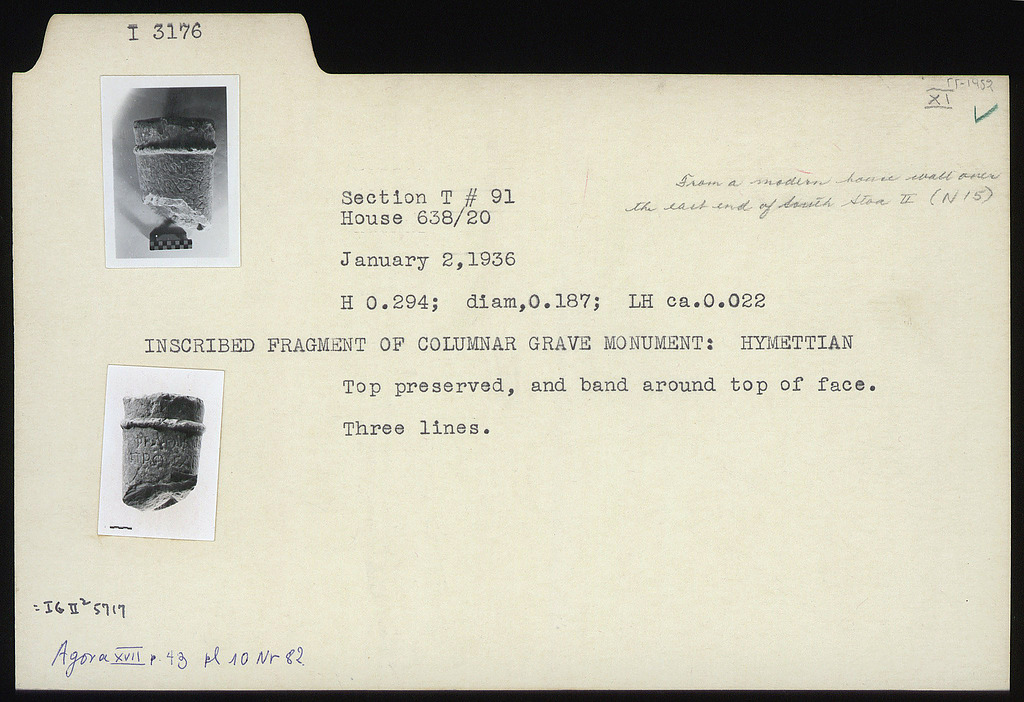 I 3176
XI
From a modern house wall over
the east end of South Stoa II (N 15)
Section T # 91
House 638/20
January 2,1936
H 0.294; diam,0.187; LH ca.0.022
INSCRIBED FRAGMENT OF COLUMNAR GRAVE MONUMENT: HYMETTIAN
Top preserved, and band around top of face.
Three lines.
=IG II² 5717
Agora XVII p. 43 pl 10 Nr 82